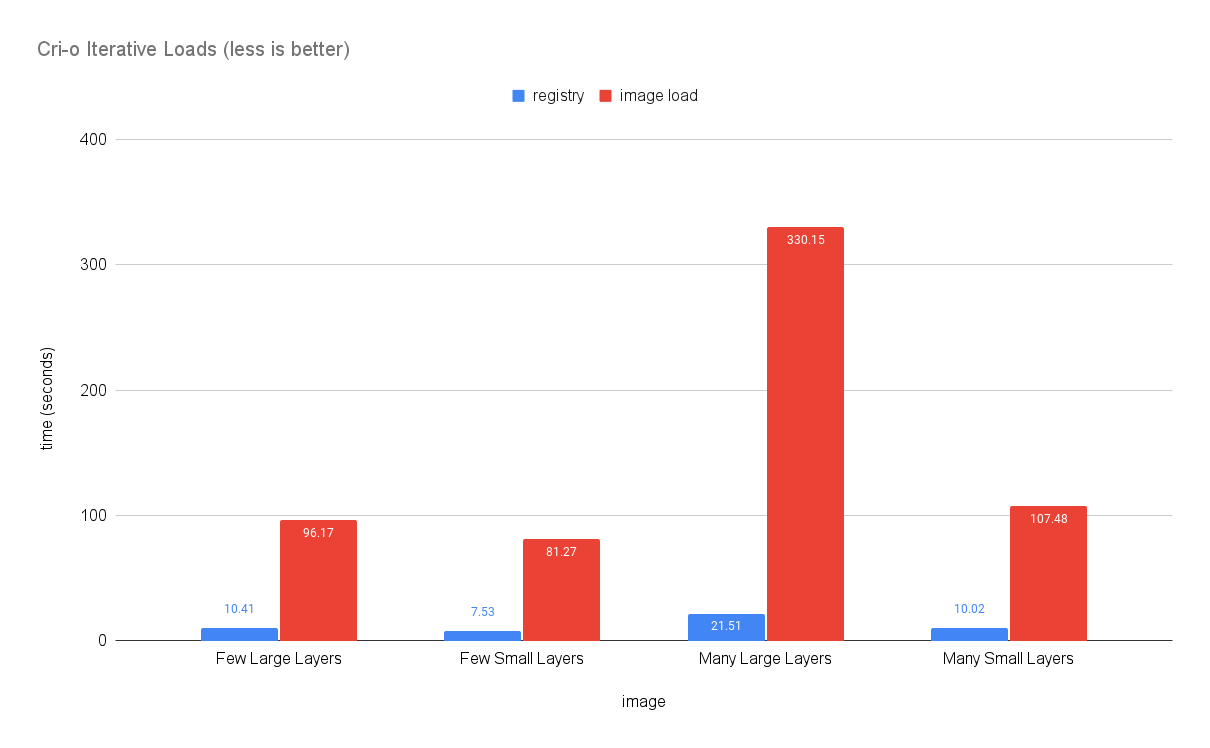 Cri-o Iterative Loads (less is better)
registry image load
400
300
200
100
0
time (seconds)
330.15
96.17
107.48
81.27
10.41
7.53
21.51
10.02
Few Large Layers Few Small Layers Many Large Layers Many Small Layers
image